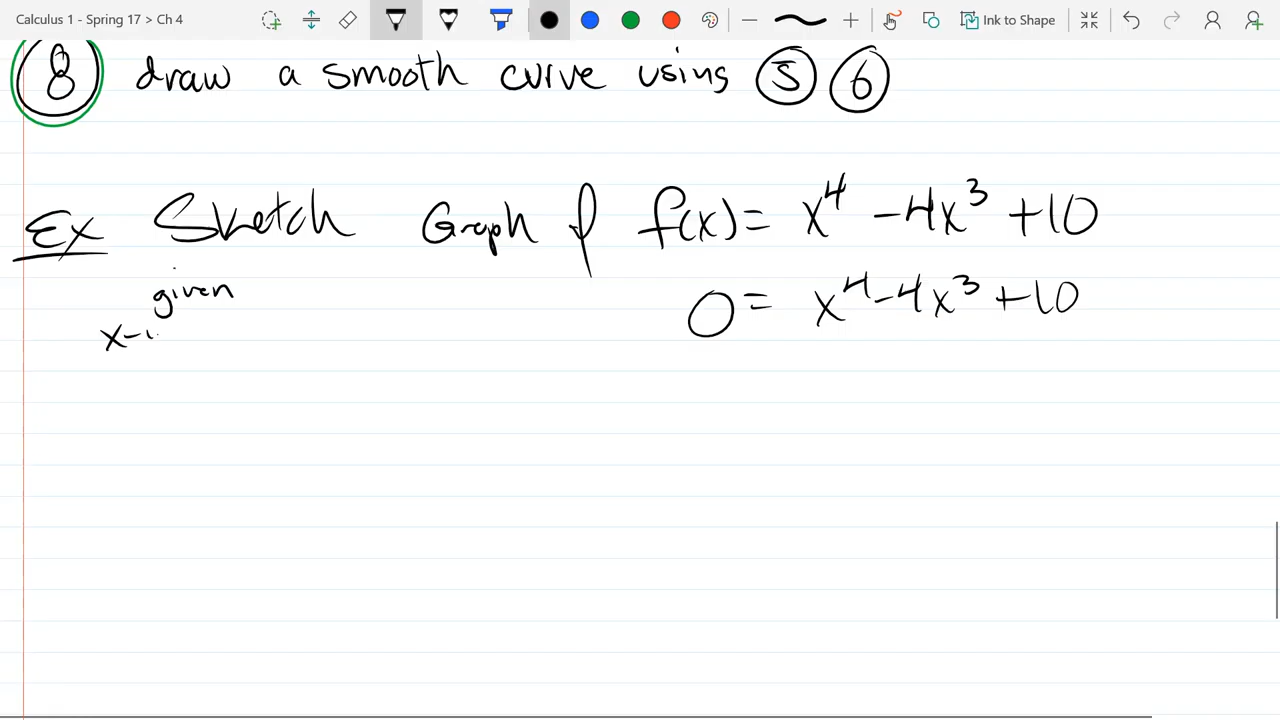 Calculus 1 - Spring 17 > Ch 4
Ink to Shape
8 draw a smooth curve using 5 6
Ex Sketch Graph of f(x) = x⁴ - 4x³ + 10
given 0 = x⁴ - 4x³ + 10
x-i